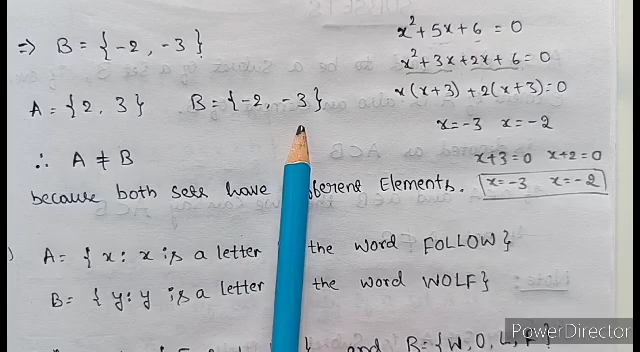 ⇒ B = {-2, -3}
x²+5x+6 = 0
x²+3x+2x+6=0
A = {2, 3} B = {-2, -3}
x(x+3)+2(x+3)=0
x=-3 x=-2
∴ A ≠ B
x+3=0 x+2=0
because both sets have Elements.
x=-3 x=-2
) A= {x: x is a letter the word FOLLOW}
B= {y: y is a letter the word WOLF}
PowerDirector
and B={W,O,L,F}